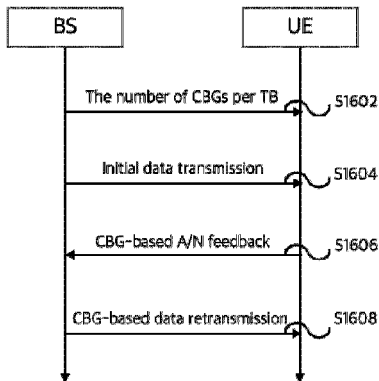 BS
UE
The number of CBGs per TB
S1602
Initial data transmission
S1604
CBG-based A/N feedback
S1606
CBG-based data retransmission
S1608